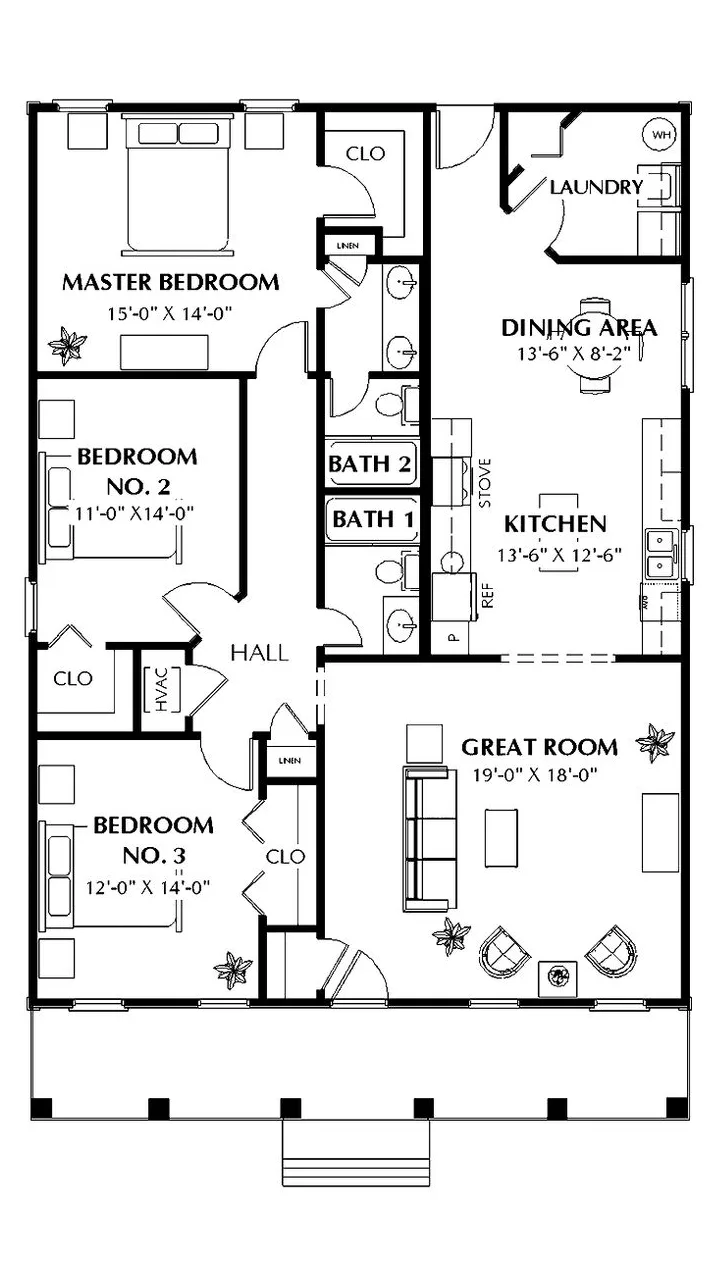 CLO
WH
LAUNDRY
LINEN
MASTER BEDROOM
15'-0" X 14'-0"
DINING AREA
13'-6" X 8'-2"
BEDROOM
NO. 2
11'-0" X14'-0"
BATH 2
STOVE
BATH 1
KITCHEN
13'-6" X 12'-6"
REF
DW
P
HALL
CLO
HVAC
LINEN
GREAT ROOM
19'-0" X 18'-0"
BEDROOM
NO. 3
12'-0" X 14'-0"
CLO